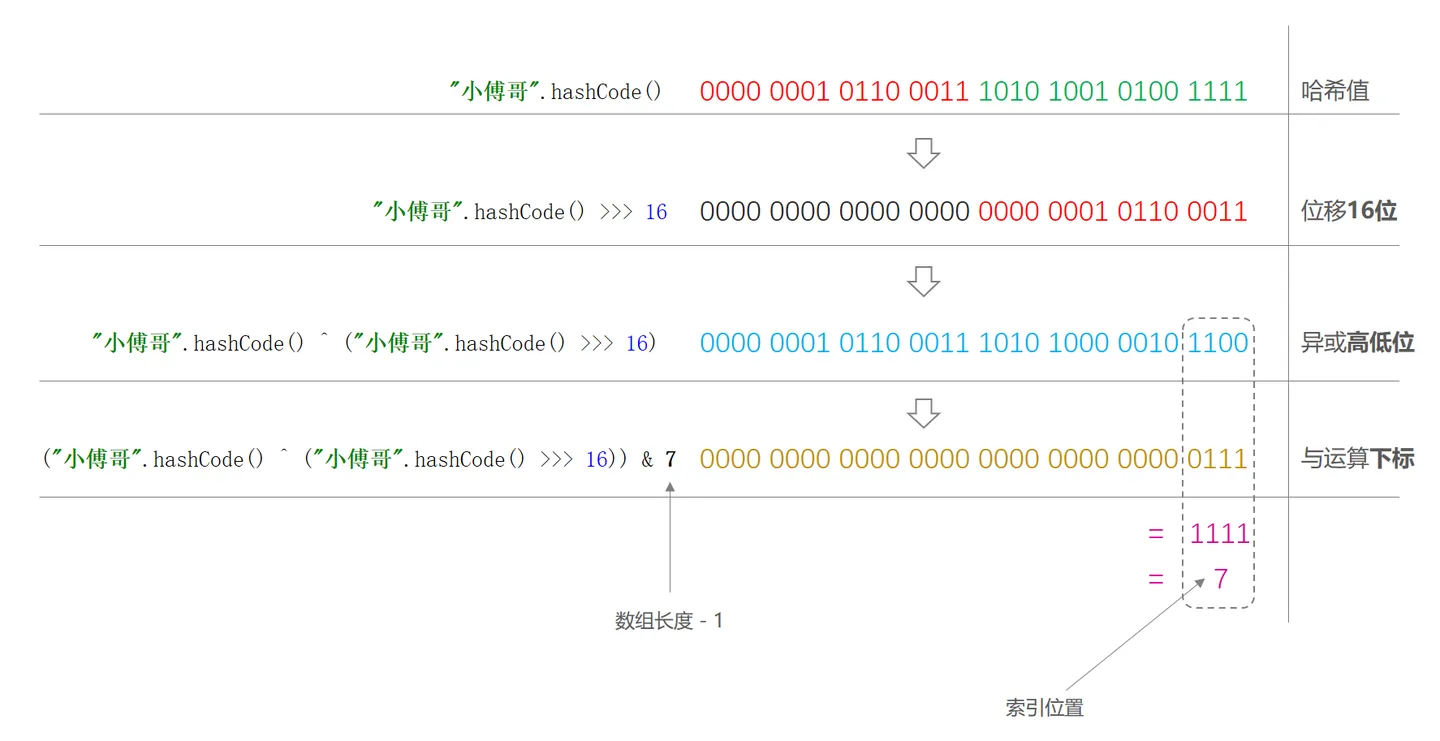 "小傅哥".hashCode() 0000 0001 0110 0011 1010 1001 0100 1111 哈希值
"小傅哥".hashCode() >>> 16 0000 0000 0000 0000 0000 0001 0110 0011 位移16位
"小傅哥".hashCode() ^ ("小傅哥".hashCode() >>> 16) 0000 0001 0110 0011 1010 1000 0010 1100 异或高低位
("小傅哥".hashCode() ^ ("小傅哥".hashCode() >>> 16)) & 7 0000 0000 0000 0000 0000 0000 0000 0111 与运算下标
= 1111
= 7
数组长度 - 1
索引位置